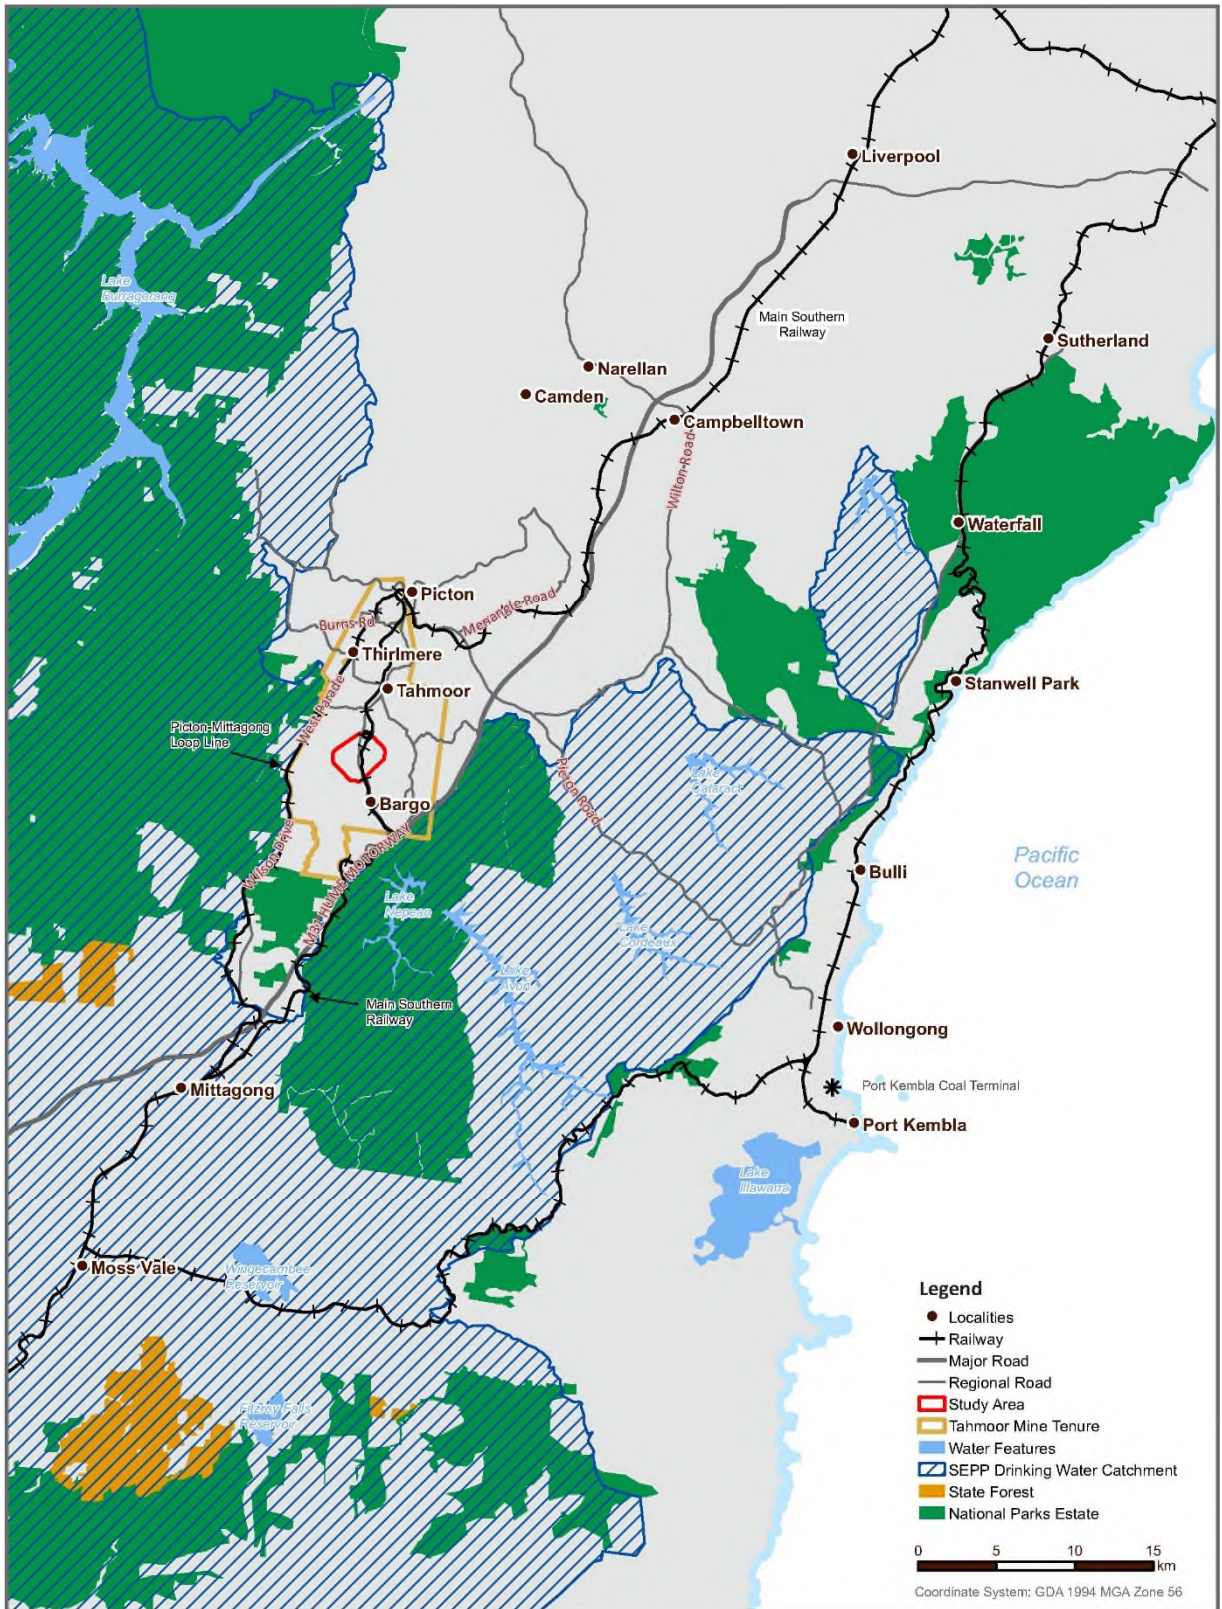 Liverpool
Lake
Burragorang
Main Southern
Railway
Sutherland
Narellan
Camden
Campbelltown
Wilton Road
Waterfall
Picton
Menangle Road
Burns Rd
Thirlmere
Tahmoor
Stanwell Park
West Parade
Picton-Mittagong
Loop Line
Picton Road
Lake
Cataract
Bargo
Wilson Drive
M31 HUME MOTORWAY
Pacific
Ocean
Bulli
Lake
Nepean
Lake
Cordeaux
Lake
Avon
Main Southern
Railway
Wollongong
Mittagong
Port Kembla Coal Terminal
Port Kembla
Lake
Illawarra
Moss Vale
Wingecarribee
Reservoir
Fitzroy Falls
Reservoir
Legend
Localities
Railway
Major Road
Regional Road
Study Area
Tahmoor Mine Tenure
Water Features
SEPP Drinking Water Catchment
State Forest
National Parks Estate
0 5 10 15
km
Coordinate System: GDA 1994 MGA Zone 56